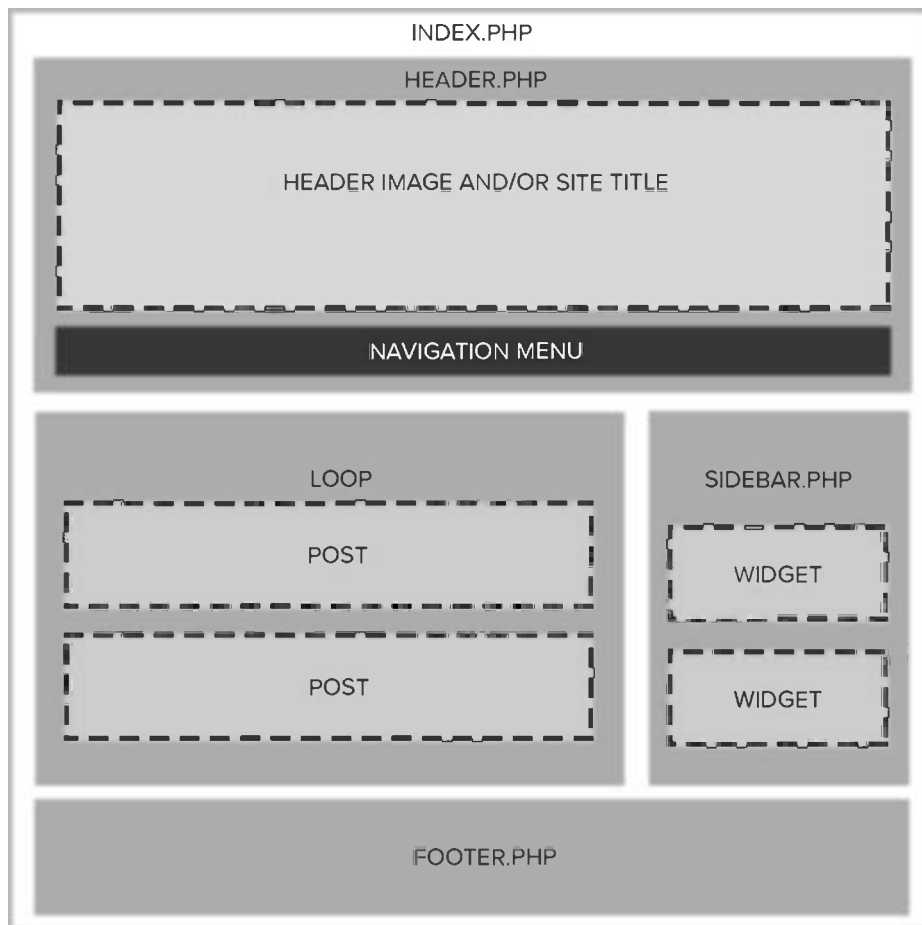 INDEX.PHP
HEADER.PHP
HEADER IMAGE AND/OR SITE TITLE
NAVIGATION MENU
LOOP
POST
POST
SIDEBAR.PHP
WIDGET
WIDGET
FOOTER.PHP